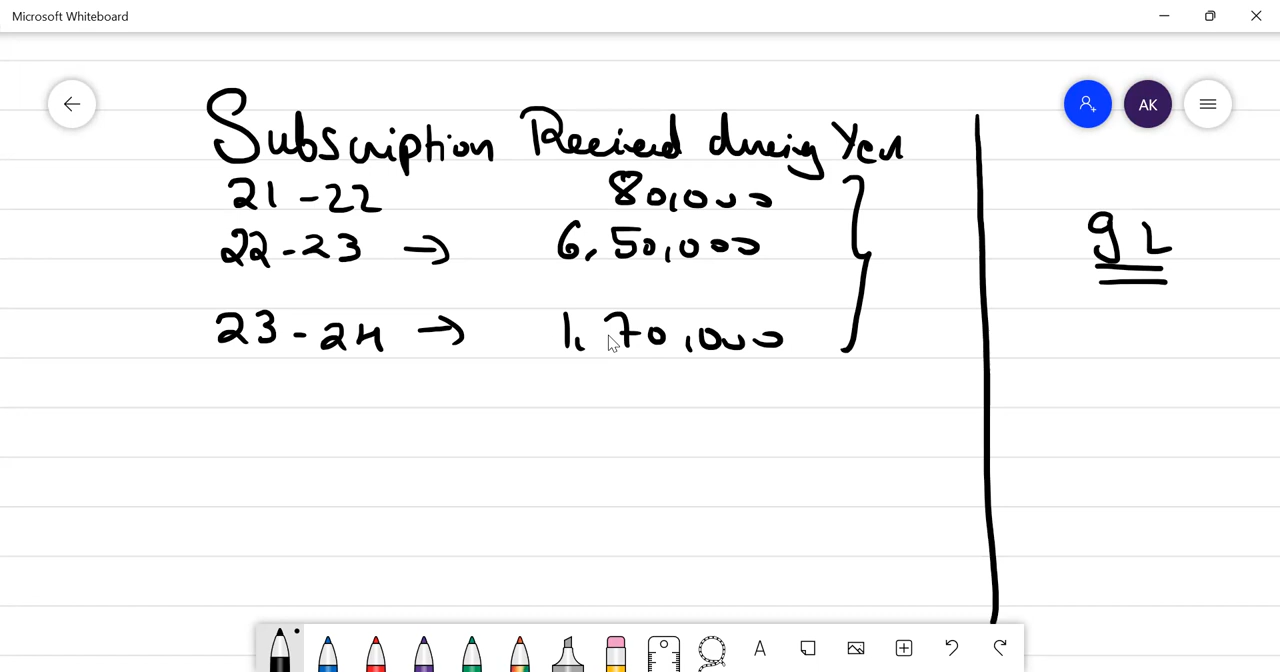 Microsoft Whiteboard
AK
Subscription Recieved during Year
21-22 80,000
22-23 → 6,50,000
23-24 → 1,70,000
9L
A